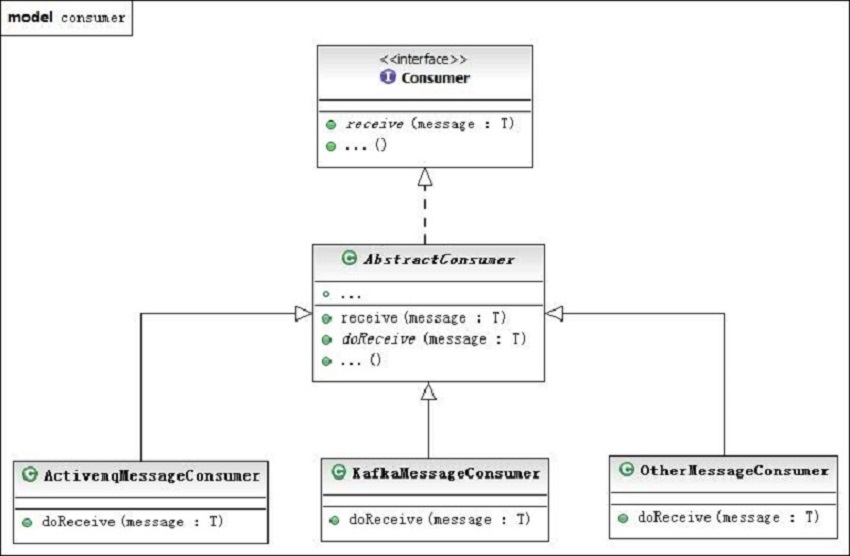 model consumer
<<interface>>
I Consumer
receive (message : T)
... ()
C AbstractConsumer
...
receive (message : T)
doReceive (message : T)
... ()
C ActivemqMessageConsumer
doReceive (message : T)
C KafkaMessageConsumer
doReceive (message : T)
C OtherMessageConsumer
doReceive (message : T)